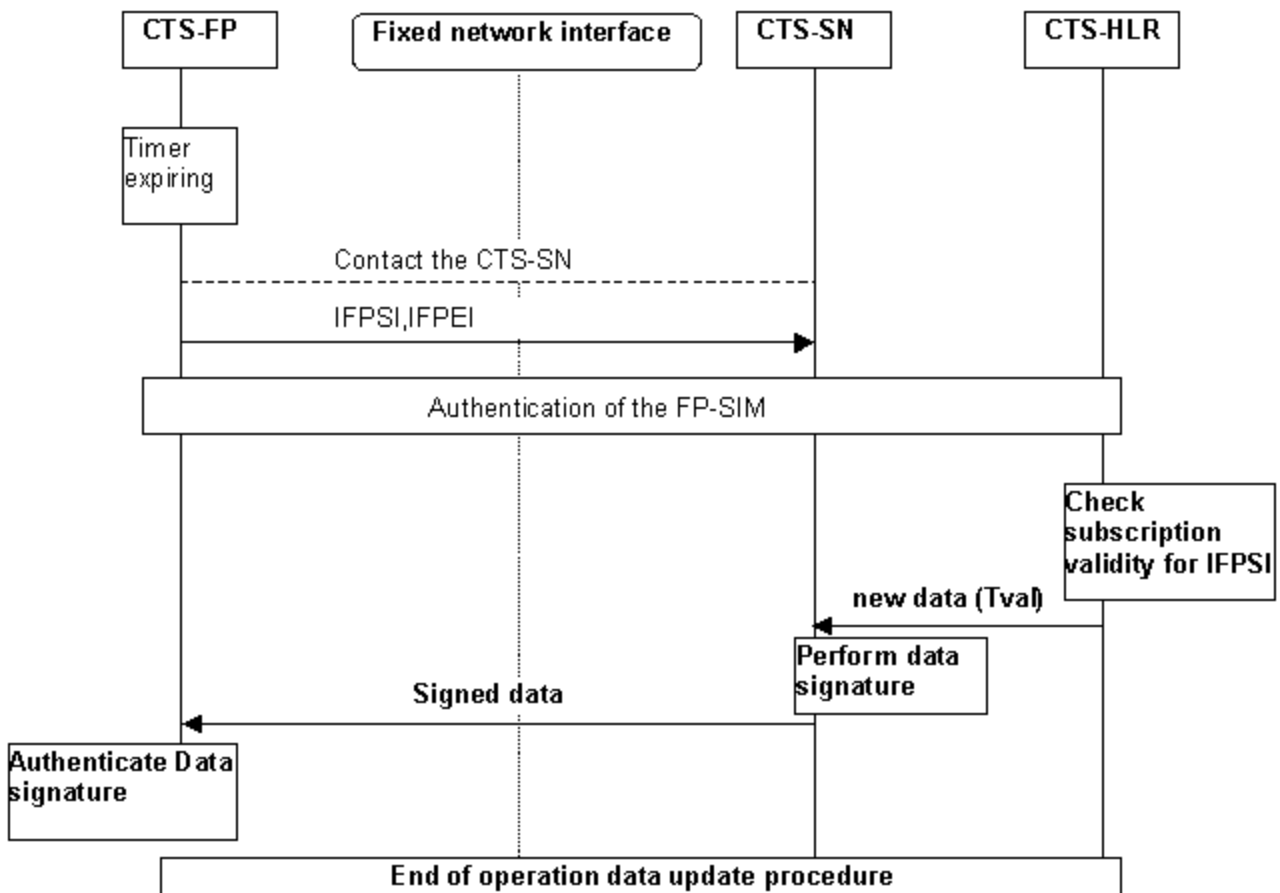 CTS-FP
Fixed network interface
CTS-SN
CTS-HLR
Timer
expiring
Contact the CTS-SN
IFPSI,IFPEI
Authentication of the FP-SIM
Check
subscription
validity for IFPSI
new data (Tval)
Perform data
signature
Signed data
Authenticate Data
signature
End of operation data update procedure